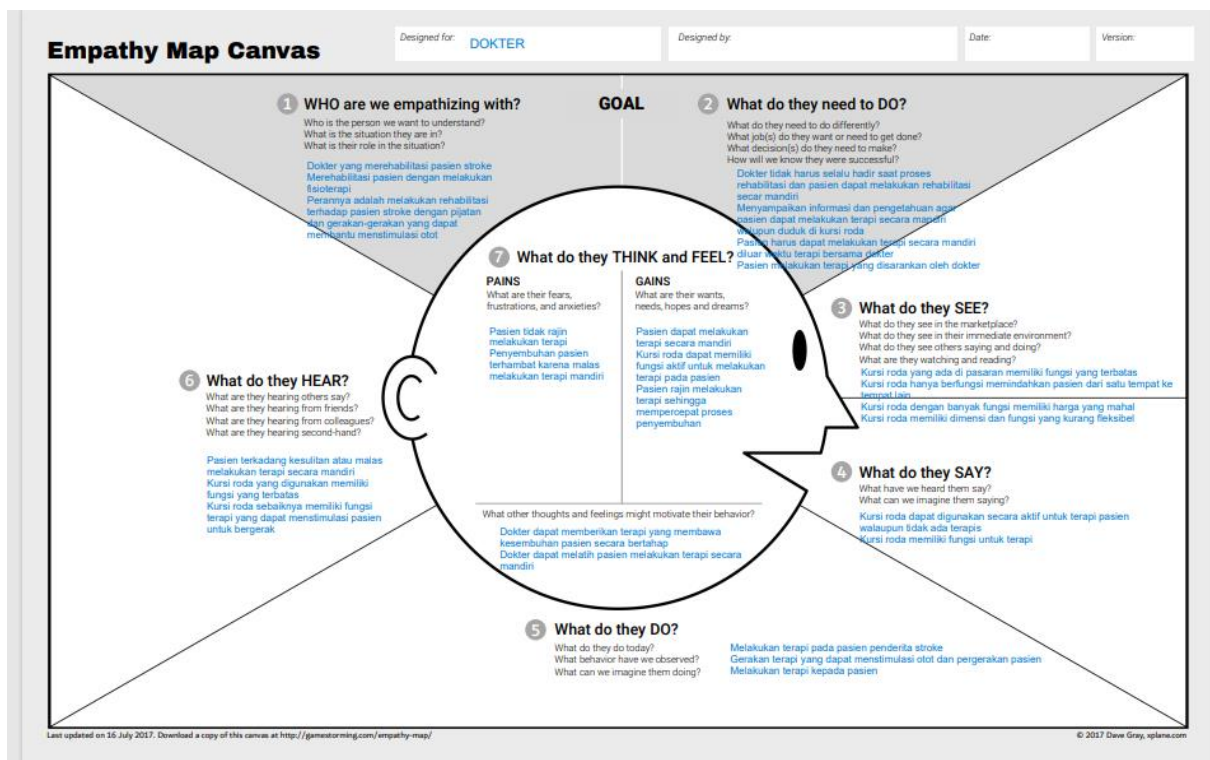 Empathy Map Canvas
Designed for:
DOKTER
Designed by:
Date:
Version:
1
WHO are we empathizing with?
Who is the person we want to understand?
What is the situation they are in?
What is their role in the situation?
Dokter yang merehabilitasi pasien stroke
Merehabilitasi pasien dengan melakukan
fisioterapi
Perannya adalah melakukan rehabilitasi
terhadap pasien stroke dengan pijatan
dan gerakan-gerakan yang dapat
membantu menstimulasi otot
GOAL
2
What do they need to DO?
What do they need to do differently?
What job(s) do they want or need to get done?
What decision(s) do they need to make?
How will we know they were successful?
Dokter tidak harus selalu hadir saat proses
rehabilitasi dan pasien dapat melakukan rehabilitasi
secar mandiri
Menyampaikan informasi dan pengetahuan agar
pasien dapat melakukan terapi secara mandiri
walupun duduk di kursi roda
Pasien harus dapat melakukan terapi secara mandiri
diluar waktu terapi bersama dokter
Pasien melakukan terapi yang disarankan oleh dokter
3
What do they SEE?
What do they see in the marketplace?
What do they see in their immediate environment?
What do they see others saying and doing?
What are they watching and reading?
Kursi roda yang ada di pasaran memiliki fungsi yang terbatas
Kursi roda hanya berfungsi memindahkan pasien dari satu tempat ke
tempat lain
Kursi roda dengan banyak fungsi memiliki harga yang mahal
Kursi roda memiliki dimensi dan fungsi yang kurang fleksibel
4
What do they SAY?
What have we heard them say?
What can we imagine them saying?
Kursi roda dapat digunakan secara aktif untuk terapi pasien
walaupun tidak ada terapis
Kursi roda memiliki fungsi untuk terapi
5
What do they DO?
What do they do today?
What behavior have we observed?
What can we imagine them doing?
Melakukan terapi pada pasien penderita stroke
Gerakan terapi yang dapat menstimulasi otot dan pergerakan pasien
Melakukan terapi kepada pasien
6
What do they HEAR?
What are they hearing others say?
What are they hearing from friends?
What are they hearing from colleagues?
What are they hearing second-hand?
Pasien terkadang kesulitan atau malas
melakukan terapi secara mandiri
Kursi roda yang digunakan memiliki
fungsi yang terbatas
Kursi roda sebaiknya memiliki fungsi
terapi yang dapat menstimulasi pasien
untuk bergerak
7
What do they THINK and FEEL?
PAINS
What are their fears,
frustrations, and anxieties?
Pasien tidak rajin
melakukan terapi
Penyembuhan pasien
terhambat karena malas
melakukan terapi mandiri
GAINS
What are their wants,
needs, hopes and dreams?
Pasien dapat melakukan
terapi secara mandiri
Kursi roda dapat memiliki
fungsi aktif untuk melakukan
terapi pada pasien
Pasien rajin melakukan
terapi sehingga
mempercepat proses
penyembuhan
What other thoughts and feelings might motivate their behavior?
Dokter dapat memberikan terapi yang membawa
kesembuhan pasien secara bertahap
Dokter dapat melatih pasien melakukan terapi secara
mandiri
Last updated on 16 July 2017. Download a copy of this canvas at http://gamestorming.com/empathy-map/
© 2017 Dave Gray, xplane.com